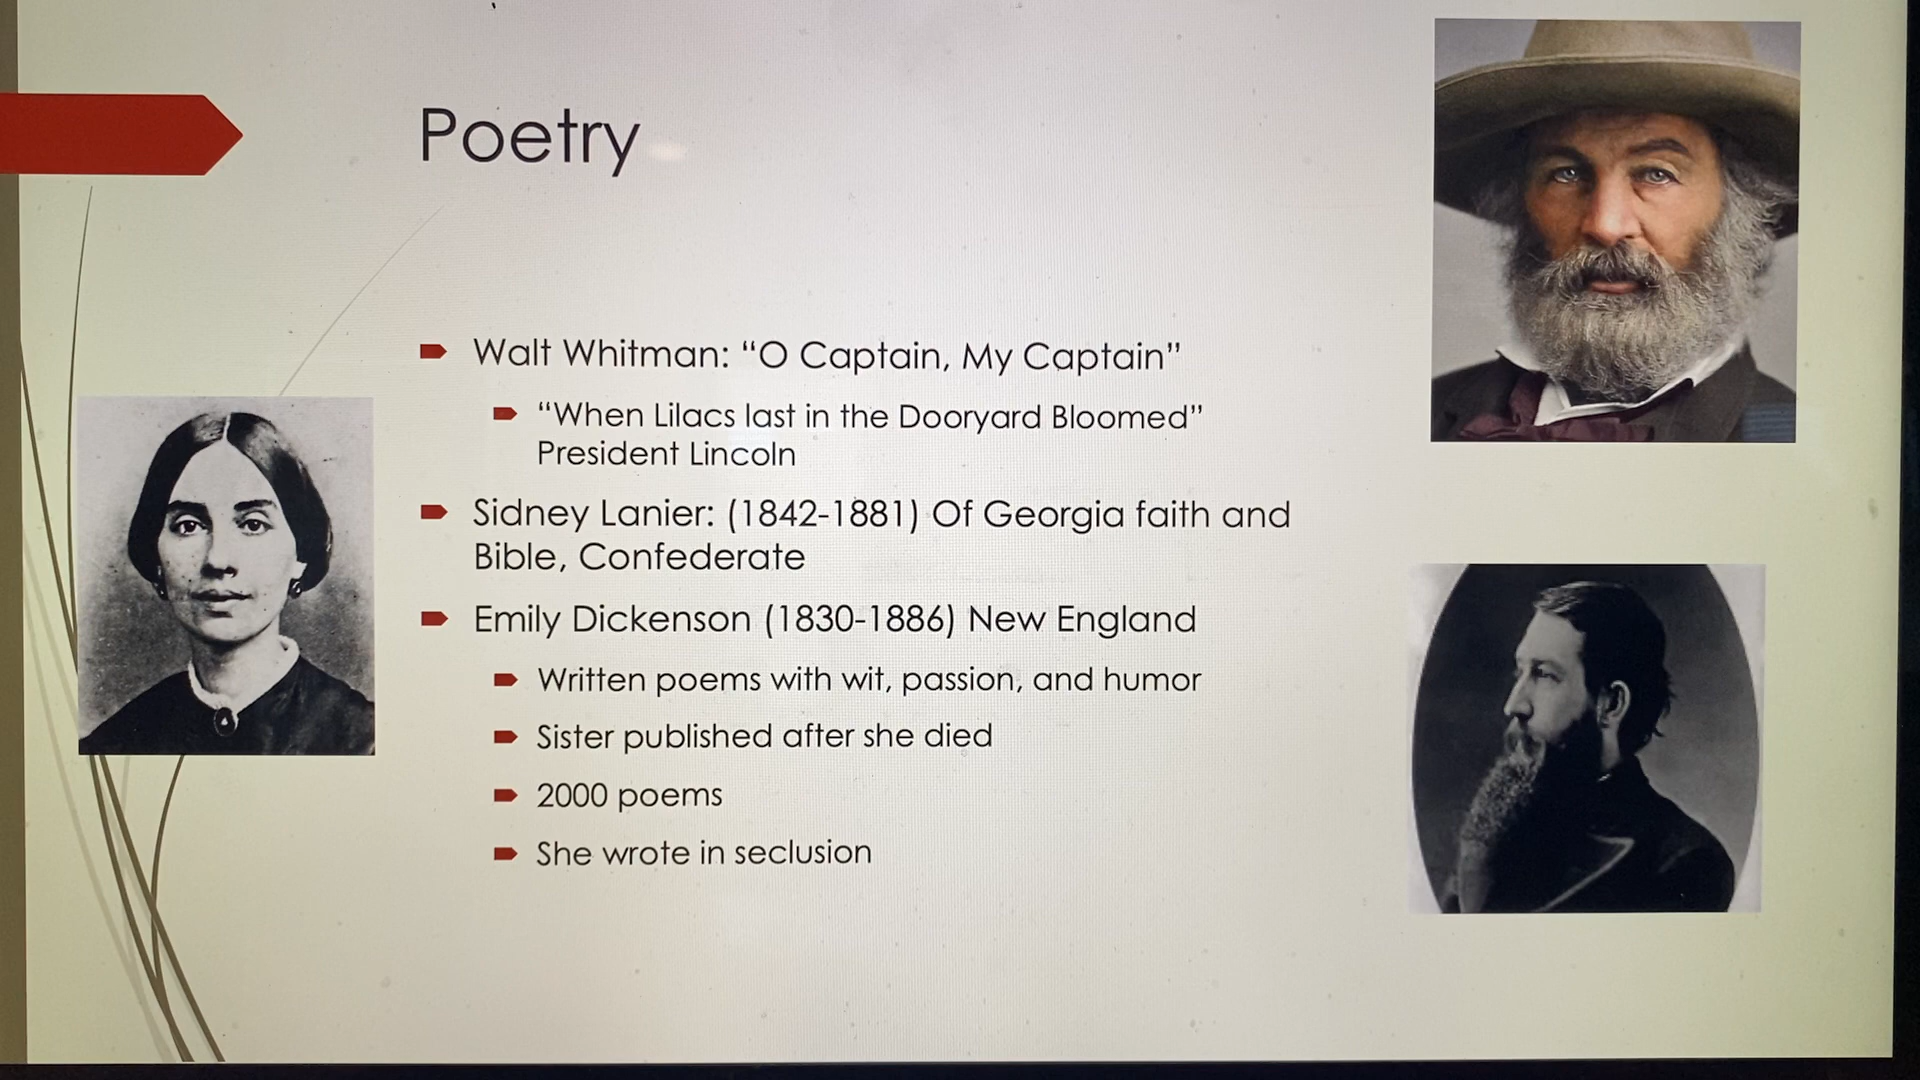 Poetry
Walt Whitman: “O Captain, My Captain”
“When Lilacs last in the Dooryard Bloomed”
President Lincoln
Sidney Lanier: (1842-1881) Of Georgia faith and
Bible, Confederate
Emily Dickenson (1830-1886) New England
Written poems with wit, passion, and humor
Sister published after she died
2000 poems
She wrote in seclusion